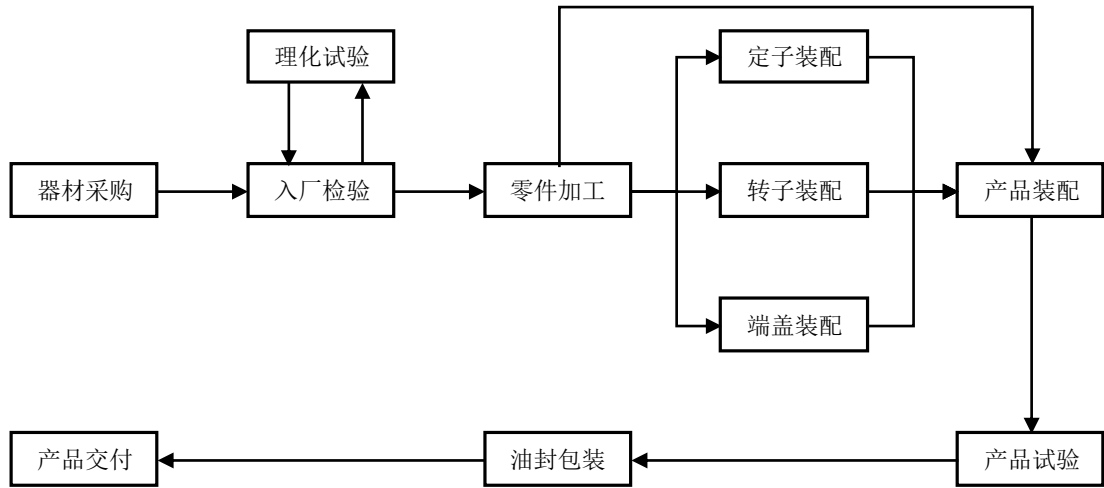 理化试验
定子装配
器材采购
入厂检验
零件加工
转子装配
产品装配
端盖装配
产品交付
油封包装
产品试验